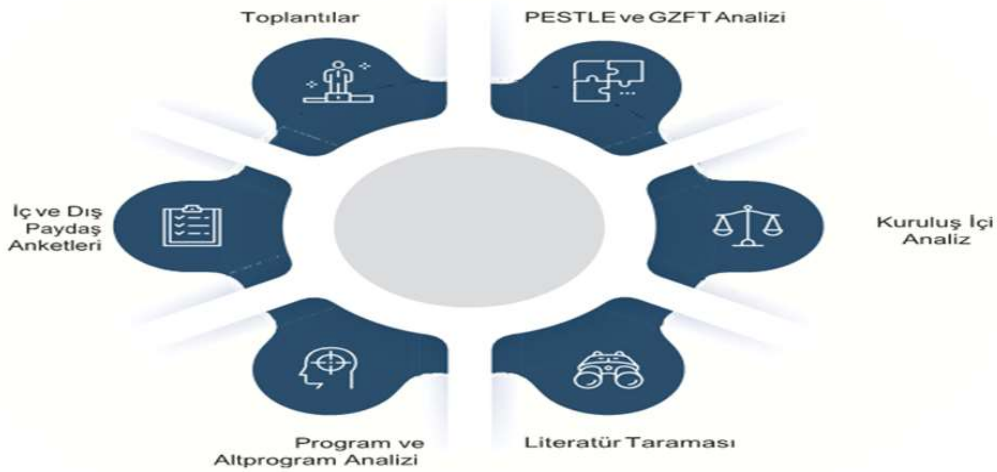 Toplantılar
PESTLE ve GZFT Analizi
İç ve Dış
Paydaş
Anketleri
Kuruluş İçi
Analiz
Program ve
Altprogram Analizi
Literatür Taraması